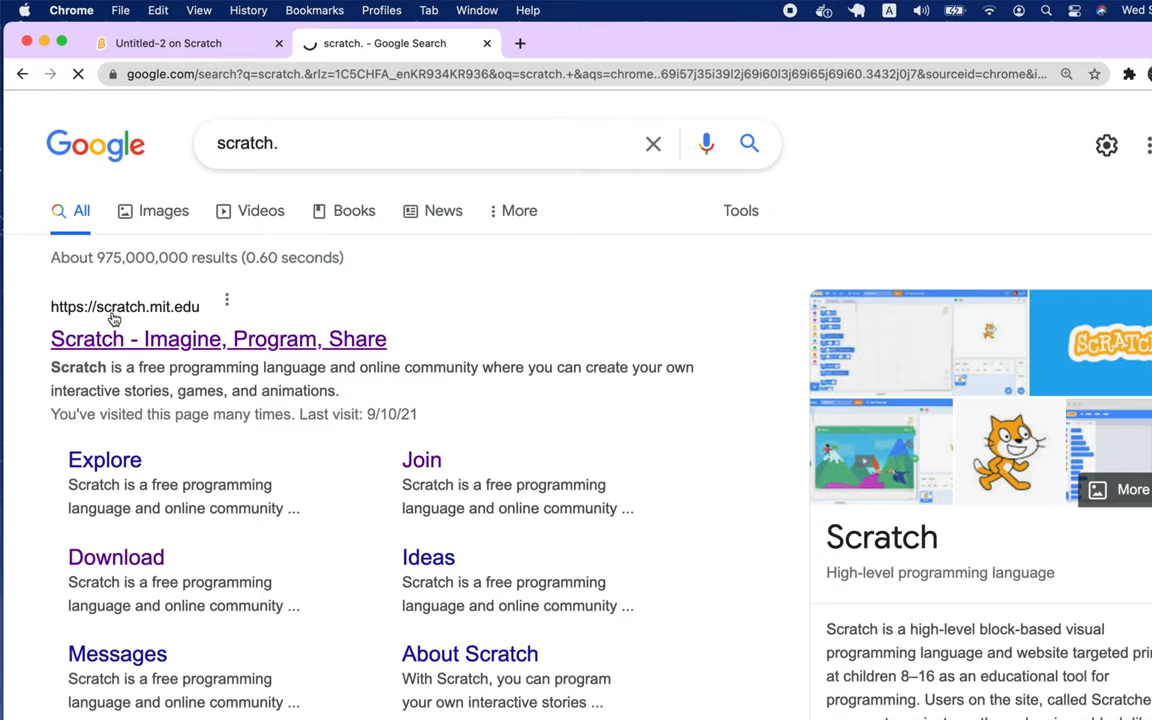 Chrome File Edit View History Bookmarks Profiles Tab Window Help A Wed
Untitled-2 on Scratch scratch. - Google Search
google.com/search?q=scratch.&rlz=1C5CHFA_enKR934KR936&oq=scratch.+&aqs=chrome..69i57j35i39l2j69i60l3j69i65j69i60.3432j0j7&sourceid=chrome&i...
Google scratch.
All Images Videos Books News More Tools
About 975,000,000 results (0.60 seconds)
https://scratch.mit.edu
Scratch - Imagine, Program, Share
Scratch is a free programming language and online community where you can create your own
interactive stories, games, and animations.
You've visited this page many times. Last visit: 9/10/21
Explore
Scratch is a free programming
language and online community ...
Join
Scratch is a free programming
language and online community ...
Download
Scratch is a free programming
language and online community ...
Ideas
Scratch is a free programming
language and online community ...
Messages
Scratch is a free programming
language and online community ...
About Scratch
With Scratch, you can program
your own interactive stories ...
SCRATCH
More
Scratch
High-level programming language
Scratch is a high-level block-based visual
programming language and website targeted pri
at children 8–16 as an educational tool for
programming. Users on the site, called Scratche